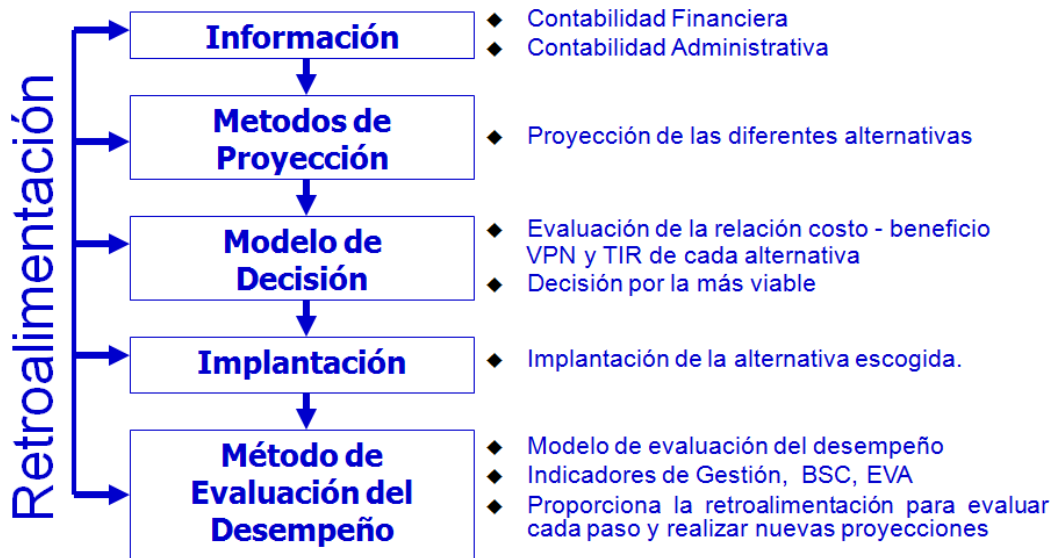 Retroalimentación
Información
◆ Contabilidad Financiera
◆ Contabilidad Administrativa
Metodos de
Proyección
◆ Proyección de las diferentes alternativas
Modelo de
Decisión
◆ Evaluación de la relación costo - beneficio
VPN y TIR de cada alternativa
◆ Decisión por la más viable
Implantación
◆ Implantación de la alternativa escogida.
Método de
Evaluación del
Desempeño
◆ Modelo de evaluación del desempeño
◆ Indicadores de Gestión, BSC, EVA
◆ Proporciona la retroalimentación para evaluar
cada paso y realizar nuevas proyecciones